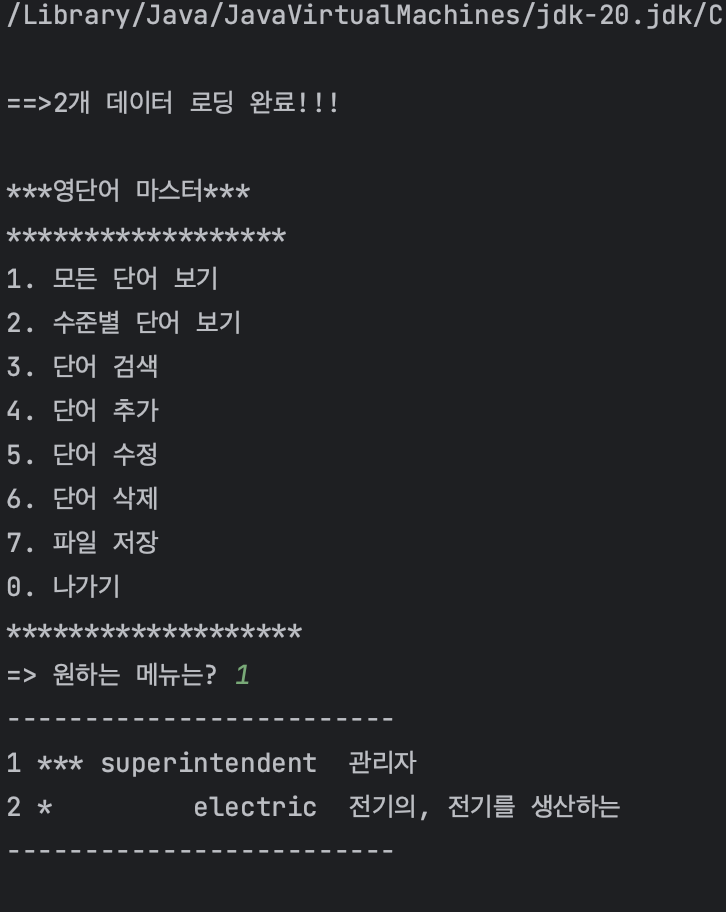 /Library/Java/JavaVirtualMachines/jdk-20.jdk/C
==>2개 데이터 로딩 완료!!!
***영단어 마스터***
******************
1. 모든 단어 보기
2. 수준별 단어 보기
3. 단어 검색
4. 단어 추가
5. 단어 수정
6. 단어 삭제
7. 파일 저장
0. 나가기
*******************
=> 원하는 메뉴는? 1
-------------------------
1 *** superintendent  관리자
2 *         electric  전기의, 전기를 생산하는
-------------------------